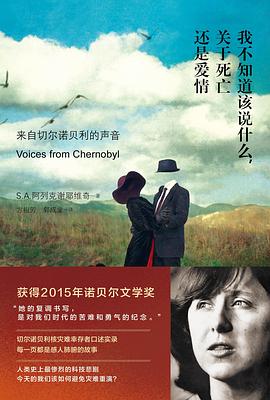 我不知道该说什么，
关于死亡
还是爱情
来自切尔诺贝利的声音
Voices from Chernobyl
S.A.阿列克谢耶维奇
获得2015年诺贝尔文学奖
“她的复调书写，
是对我们时代的苦难和勇气的纪念。”
切尔诺贝利核灾难幸存者口述实录
每一页都是感人肺腑的故事
人类史上最惨烈的科技悲剧
今天的我们该如何避免灾难重演？